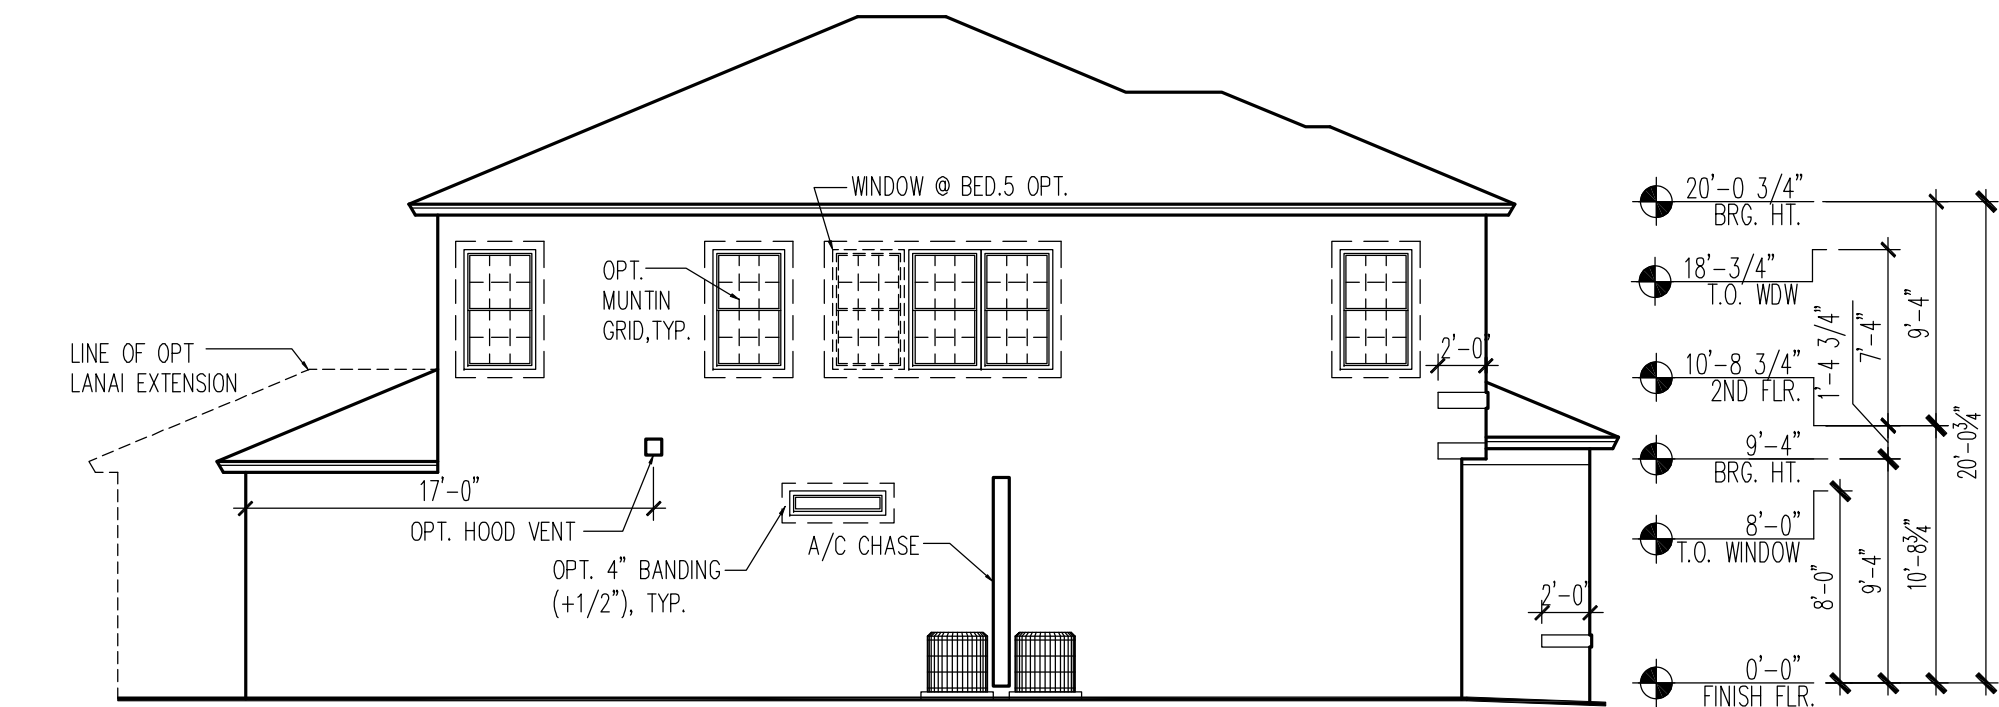 WINDOW @ BED.5 OPT.
OPT.
MUNTIN
GRID,TYP.
LINE OF OPT
LANAI EXTENSION
2'-0"
17'-0"
OPT. HOOD VENT
OPT. 4" BANDING
(+1/2"), TYP.
A/C CHASE
2'-0"
20'-0 3/4"
BRG. HT.
18'-3/4"
T.O. WDW
10'-8 3/4"
2ND FLR.
9'-4"
BRG. HT.
8'-0"
T.O. WINDOW
0'-0"
FINISH FLR.
1'-4 3/4"
7'-4"
9'-4"
20'-0¾"
8'-0"
9'-4"
10'-8¾"